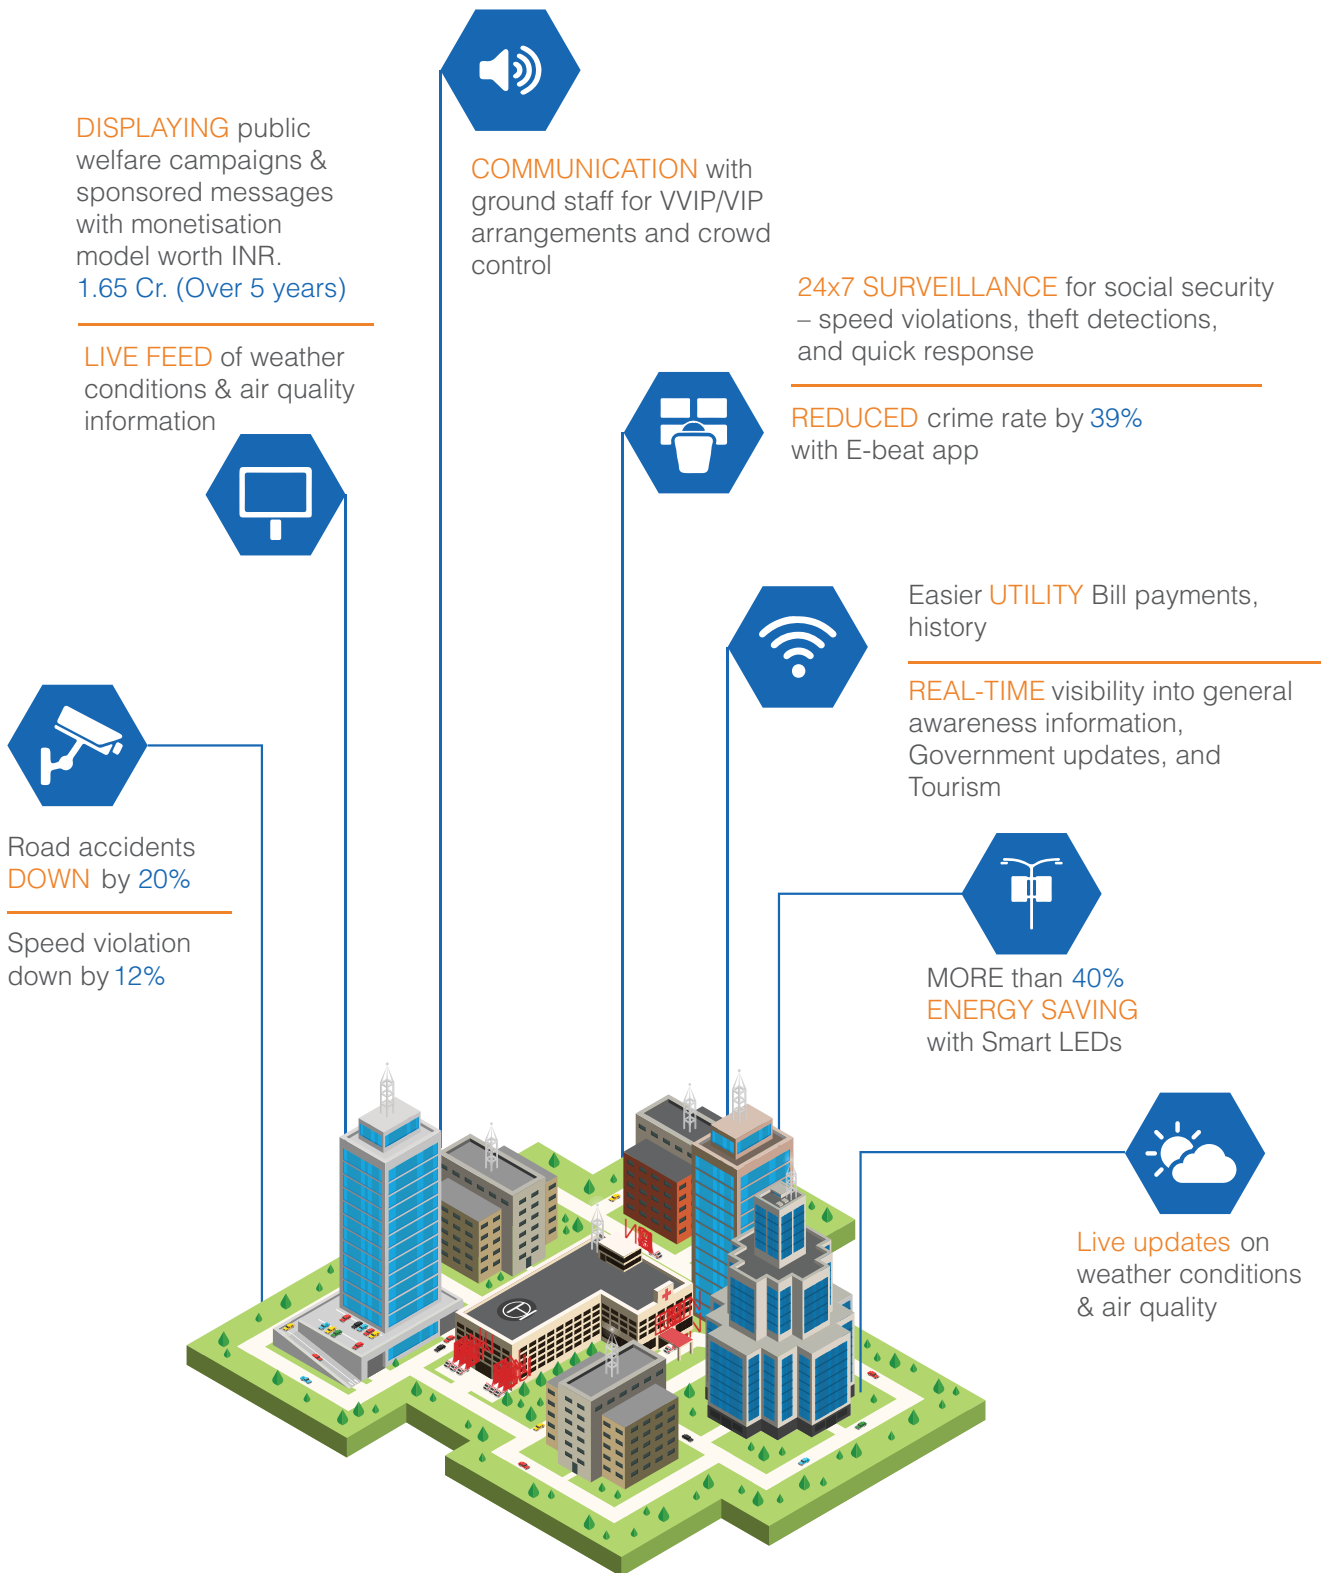 DISPLAYING public
welfare campaigns &
sponsored messages
with monetisation
model worth INR.
1.65 Cr. (Over 5 years)
LIVE FEED of weather
conditions & air quality
information
COMMUNICATION with
ground staff for VVIP/VIP
arrangements and crowd
control
24x7 SURVEILLANCE for social security
– speed violations, theft detections,
and quick response
REDUCED crime rate by 39%
with E-beat app
Easier UTILITY Bill payments,
history
REAL-TIME visibility into general
awareness information,
Government updates, and
Tourism
Road accidents
DOWN by 20%
Speed violation
down by 12%
MORE than 40%
ENERGY SAVING
with Smart LEDs
Live updates on
weather conditions
& air quality